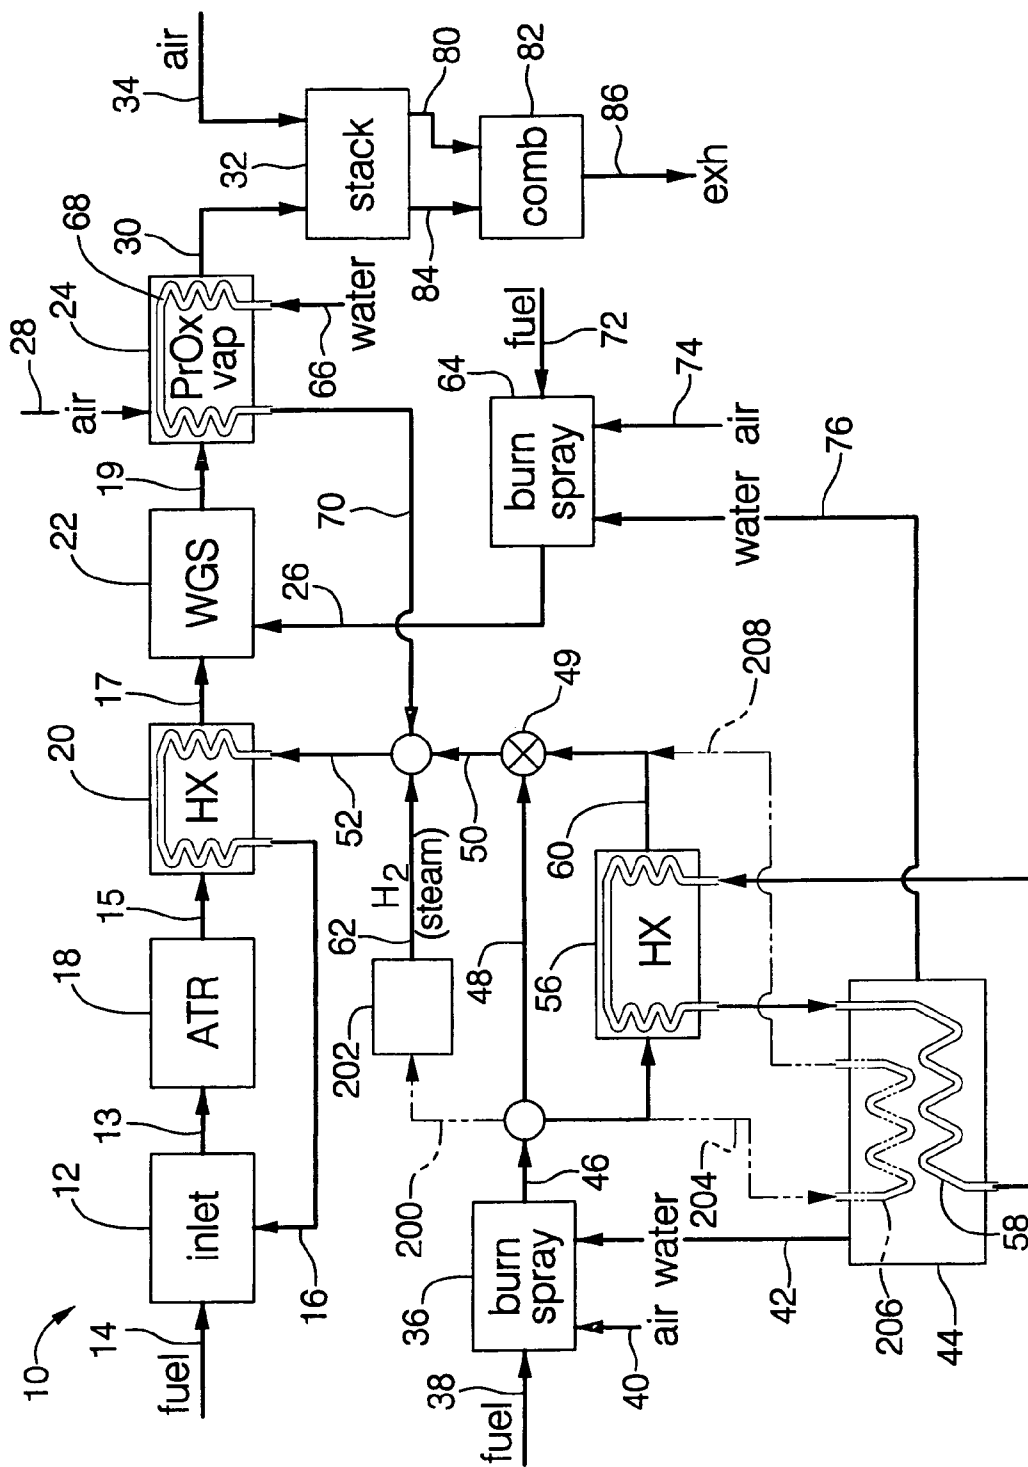 10
fuel
14
12
inlet
13
18
ATR
15
20
HX
17
22
WGS
19
28
air
24
PrOx
vap
68
30
34
air
16
52
26
70
66
water
32
stack
80
84
82
comb
86
exh
202
62
H2
(steam)
50
49
208
64
burn
spray
fuel
72
74
air
water
76
200
48
60
56
HX
46
204
36
burn
spray
38
fuel
40
air
water
42
206
44
58